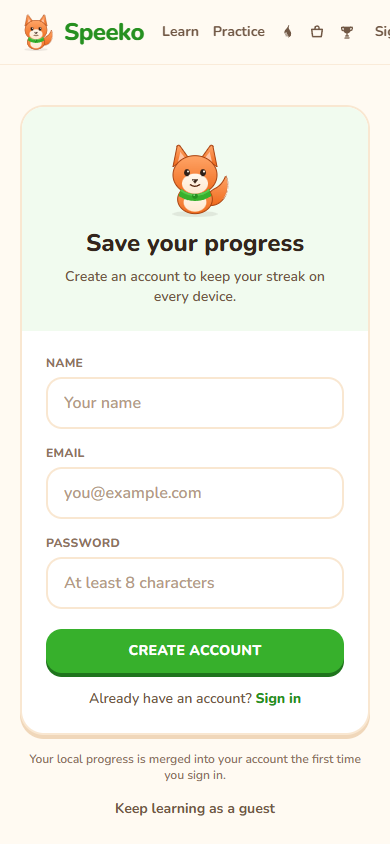 Speeko Learn Practice
Save your progress
Create an account to keep your streak on
every device.
NAME
Your name
EMAIL
you@example.com
PASSWORD
At least 8 characters
CREATE ACCOUNT
Already have an account? Sign in
Your local progress is merged into your account the first time
you sign in.
Keep learning as a guest